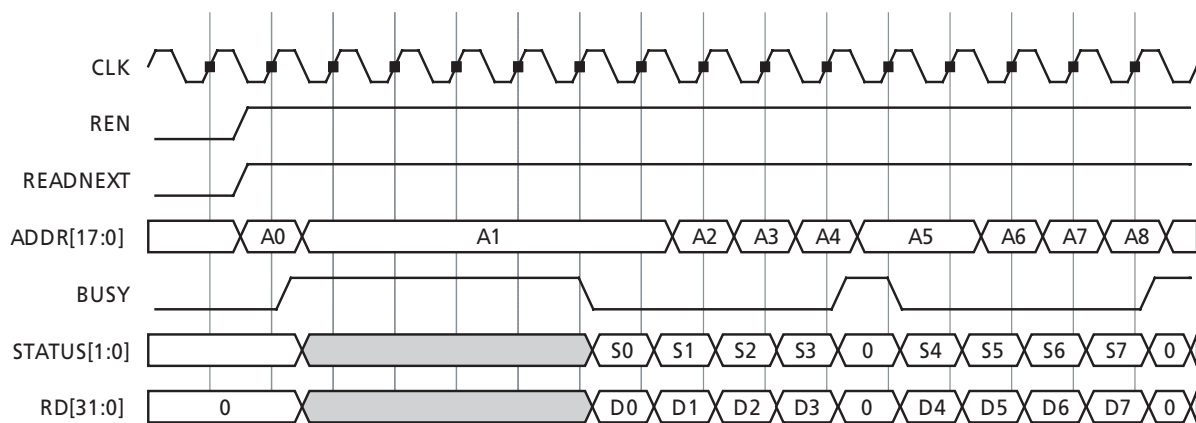 CLK
REN
READNEXT
ADDR[17:0] A0 A1 A2 A3 A4 A5 A6 A7 A8
BUSY
STATUS[1:0] S0 S1 S2 S3 0 S4 S5 S6 S7 0
RD[31:0] 0 D0 D1 D2 D3 0 D4 D5 D6 D7 0